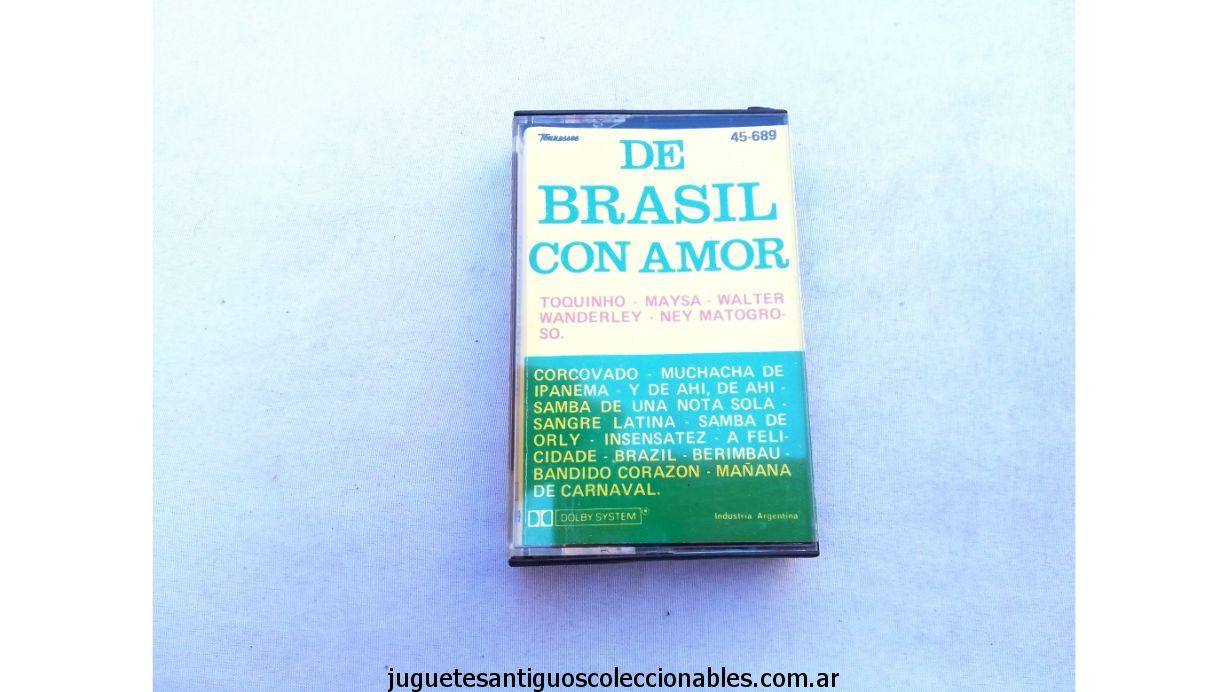 Tennessee 45-689
DE
BRASIL
CON AMOR
TOQUINHO - MAYSA - WALTER
WANDERLEY - NEY MATOGRO-
SO.
CORCOVADO - MUCHACHA DE
IPANEMA - Y DE AHI, DE AHI -
SAMBA DE UNA NOTA SOLA -
SANGRE LATINA - SAMBA DE
ORLY - INSENSATEZ - A FELI-
CIDADE - BRAZIL - BERIMBAU -
BANDIDO CORAZON - MAÑANA
DE CARNAVAL.
DOLBY SYSTEM ® Industria Argentina
juguetesantiguoscoleccionables.com.ar